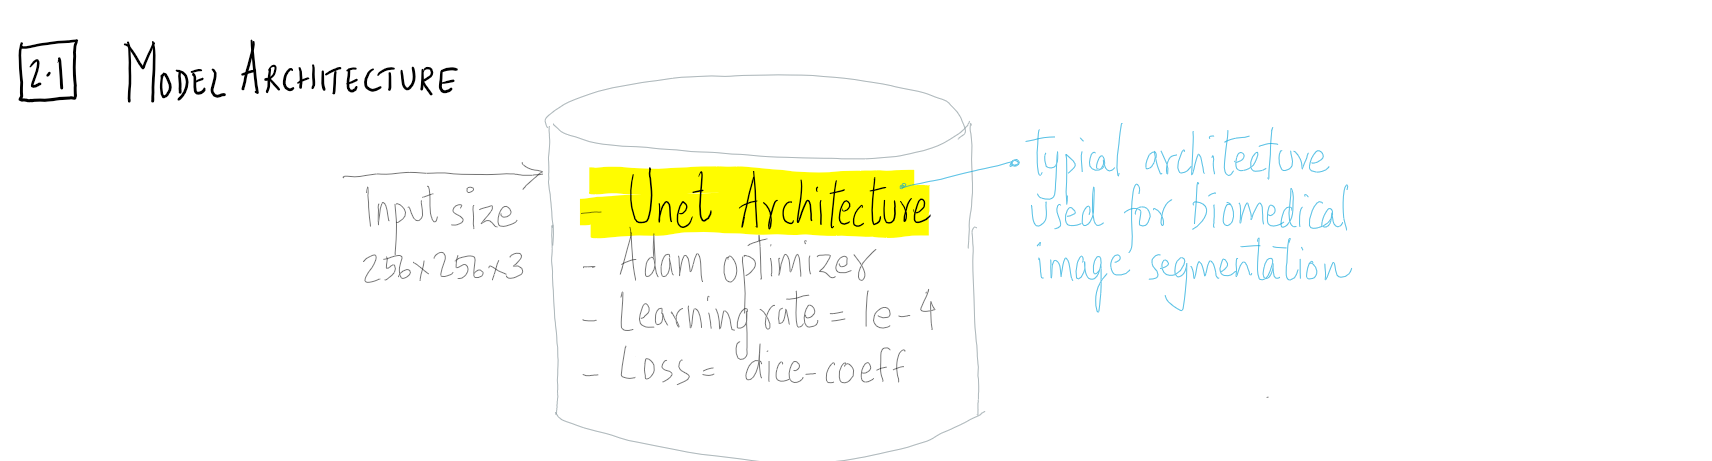 2.1 MODEL ARCHITECTURE
Input size
256x256x3
- Unet Architecture
- Adam optimizer
- Learning rate = 1e-4
- Loss = dice-coeff
typical architecture
used for biomedical
image segmentation